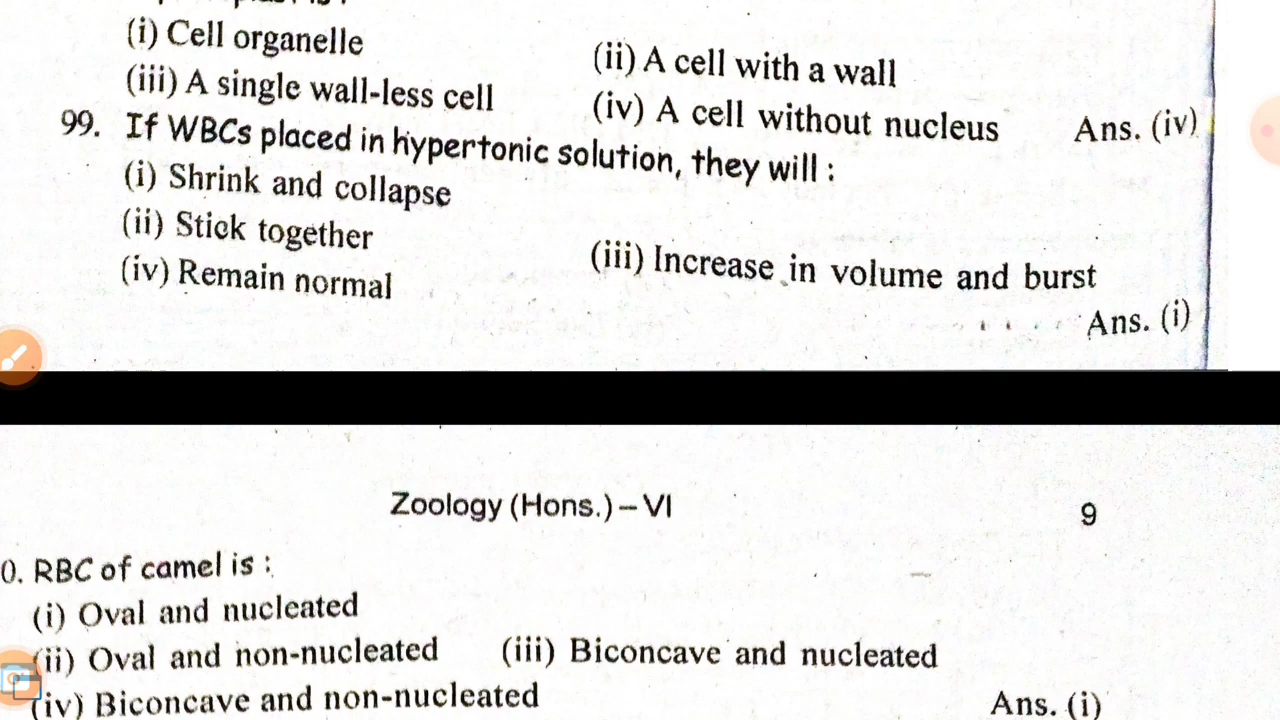 (i) Cell organelle
(ii) A cell with a wall
(iii) A single wall-less cell
(iv) A cell without nucleus Ans. (iv)
99. If WBCs placed in hypertonic solution, they will :
(i) Shrink and collapse
(ii) Stick together
(iii) Increase in volume and burst
(iv) Remain normal
Ans. (i)
Zoology (Hons.) – VI 9
0. RBC of camel is :
(i) Oval and nucleated
(ii) Oval and non-nucleated (iii) Biconcave and nucleated
(iv) Biconcave and non-nucleated Ans. (i)